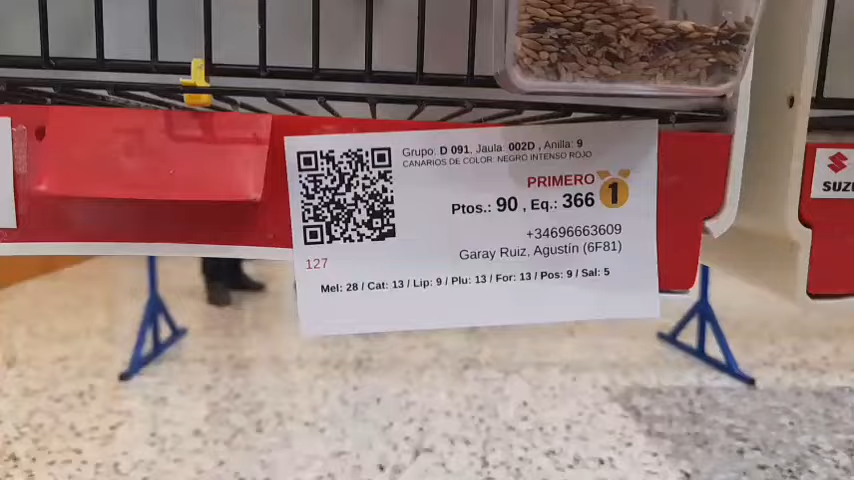 Grupo: D 091, Jaula: 002D , Anilla: 9
CANARIOS DE COLOR NEGRO INTENSO ROJO
PRIMERO 1
Ptos.: 90 , Eq.: 366
+34696663609
Garay Ruiz, Agustín (6F81)
127
Mel: 28 / Cat: 13 / Lip: 9 / Plu: 13 / For: 13 / Pos: 9 / Sal: 5
SUZU